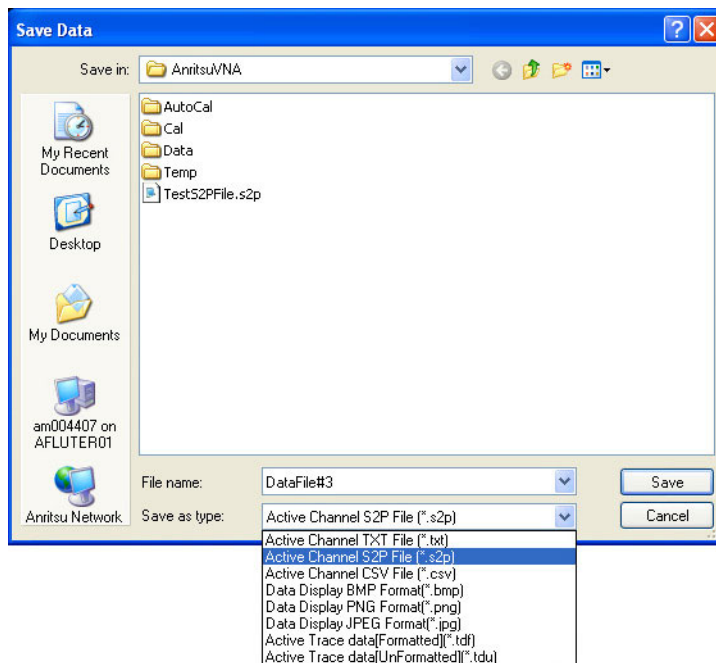 Save Data
Save in:
AnritsuVNA
My Recent
Documents
Desktop
My Documents
am004407 on
AFLUTER01
Anritsu Network
AutoCal
Cal
Data
Temp
TestS2PFile.s2p
File name:
DataFile#3
Save
Save as type:
Active Channel S2P File (*.s2p)
Cancel
Active Channel TXT File (*.txt)
Active Channel S2P File (*.s2p)
Active Channel CSV File (*.csv)
Data Display BMP Format(*.bmp)
Data Display PNG Format(*.png)
Data Display JPEG Format(*.jpg)
Active Trace data[Formatted](*.tdf)
Active Trace data[UnFormatted](*.tdu)